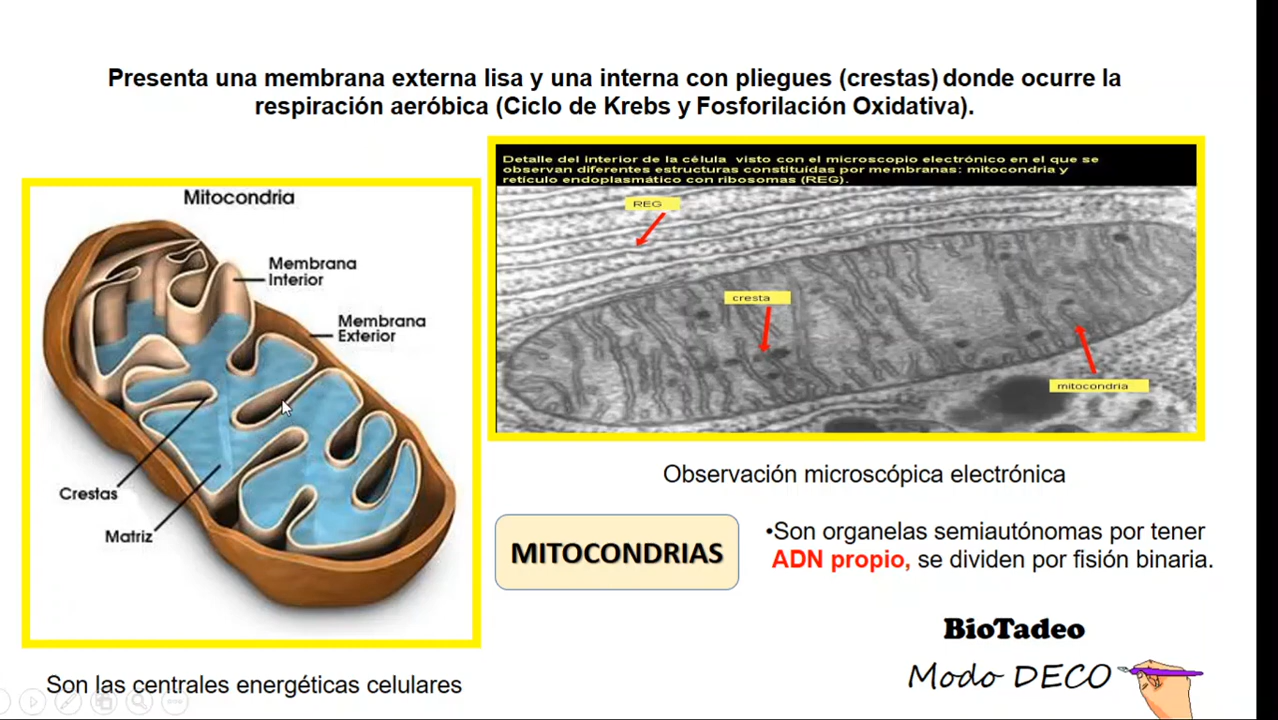 Presenta una membrana externa lisa y una interna con pliegues (crestas) donde ocurre la
respiración aeróbica (Ciclo de Krebs y Fosforilación Oxidativa).
Mitocondria
Membrana
Interior
Membrana
Exterior
Crestas
Matriz
Son las centrales energéticas celulares
Detalle del interior de la célula visto con el microscopio electrónico en el que se
observan diferentes estructuras constituídas por membranas: mitocondria y
retículo endoplasmático con ribosomas (REG).
REG
cresta
mitocondria
Observación microscópica electrónica
MITOCONDRIAS
•Son organelas semiautónomas por tener
ADN propio, se dividen por fisión binaria.
BioTadeo
Modo DECO